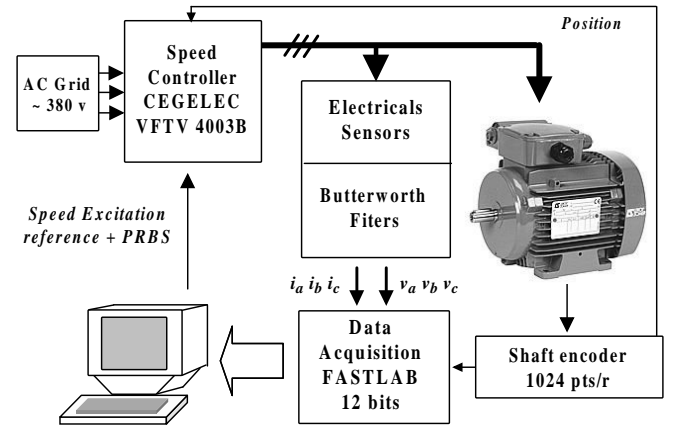 Position
Speed
Controller
CEGELEC
VFTV 4003B
AC Grid
~ 380 v
Electricals
Sensors
Butterworth
Fiters
Speed Excitation
reference + PRBS
i_a i_b i_c
v_a v_b v_c
Data
Acquisition
FASTLAB
12 bits
Shaft encoder
1024 pts/r